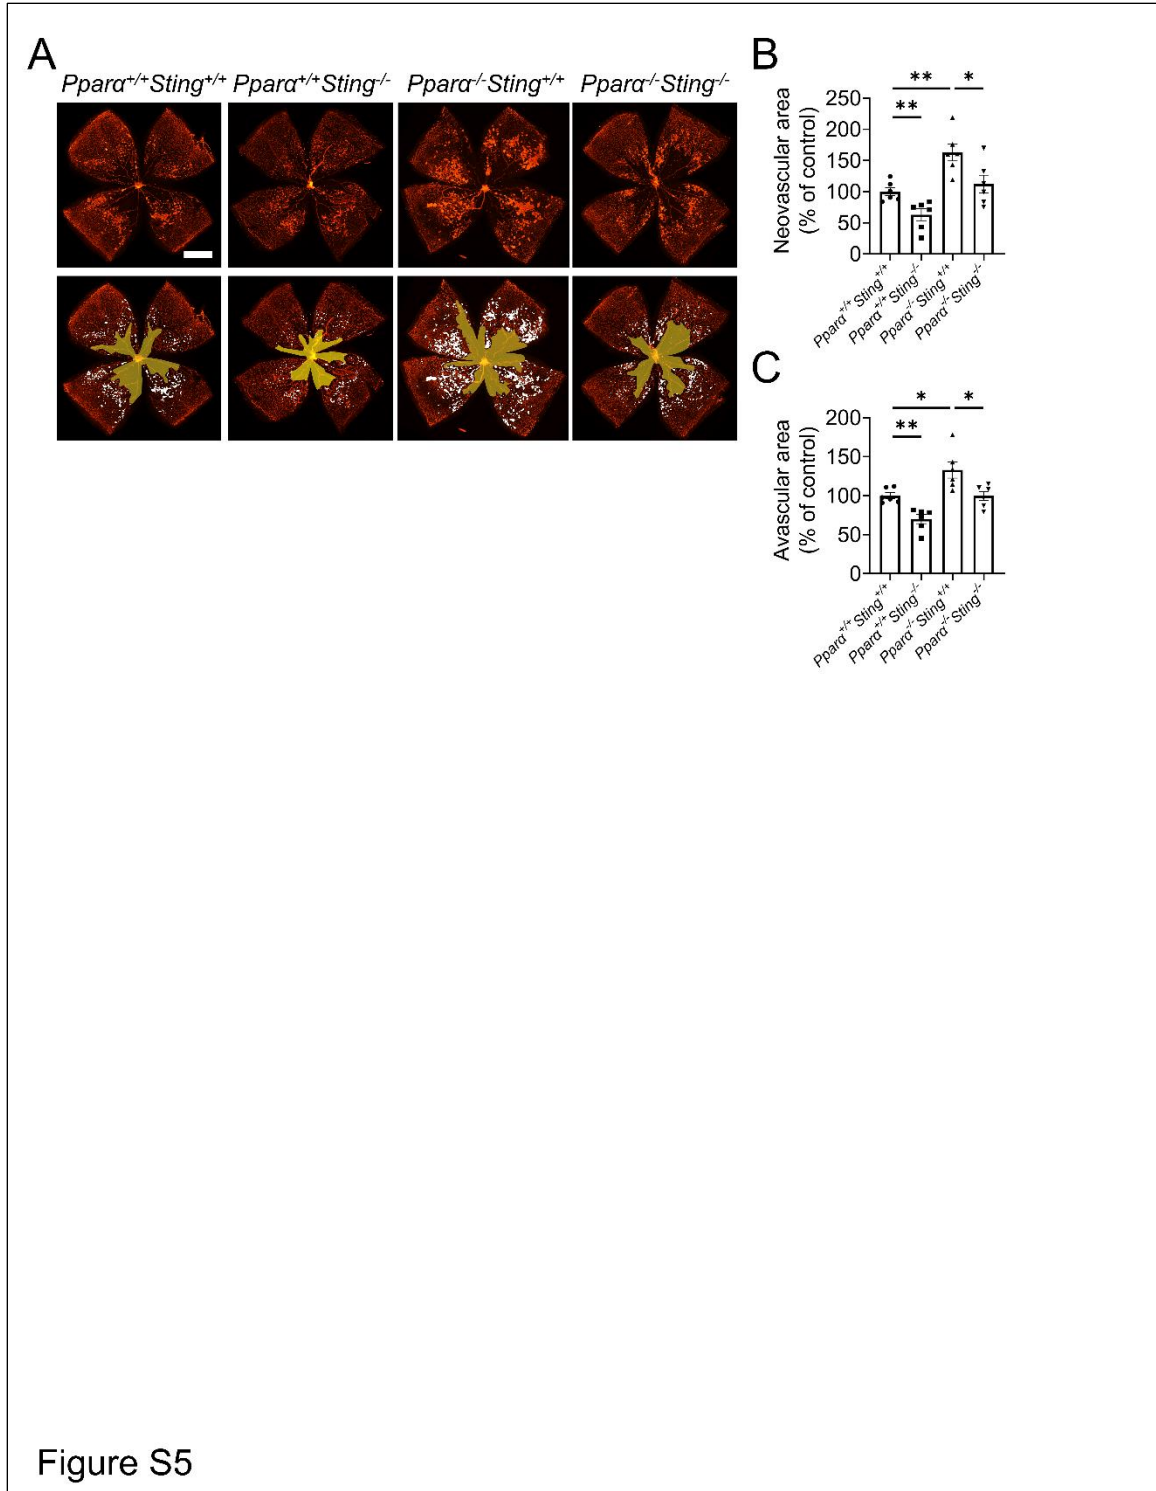 A
Pparα+/+Sting+/+ Pparα+/+Sting-/- Pparα-/-Sting+/+ Pparα-/-Sting-/-
B
** *
**
Neovascular area
(% of control)
250
200
150
100
50
0
Pparα+/+Sting+/+
Pparα+/+Sting-/-
Pparα-/-Sting+/+
Pparα-/-Sting-/-
C
* *
**
Avascular area
(% of control)
200
150
100
50
0
Pparα+/+Sting+/+
Pparα+/+Sting-/-
Pparα-/-Sting+/+
Pparα-/-Sting-/-
Figure S5